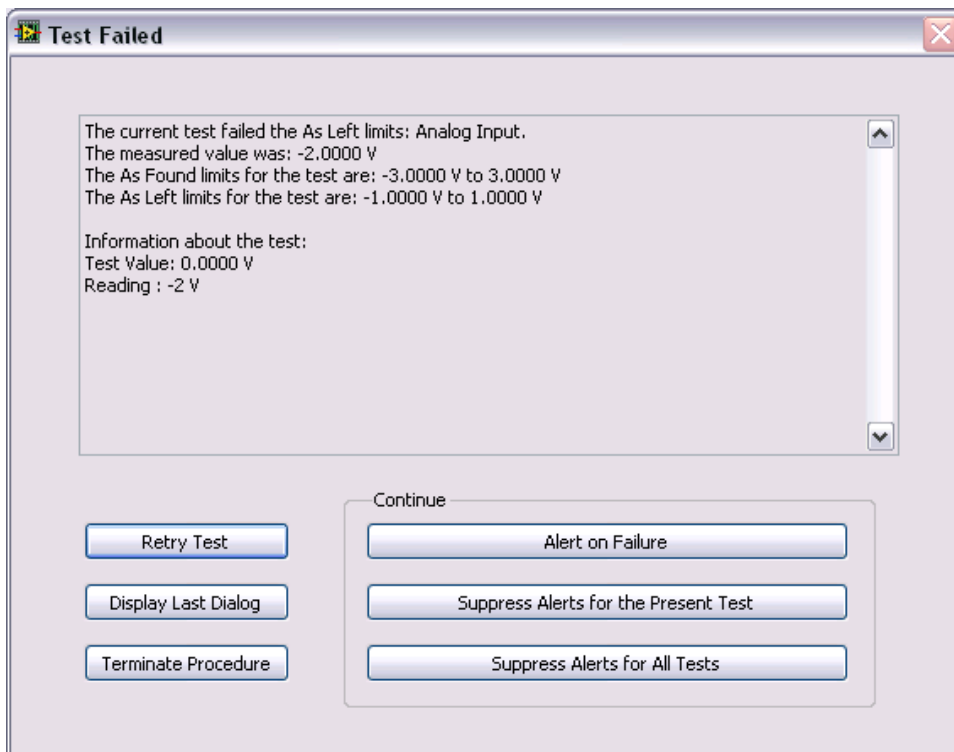 Test Failed
The current test failed the As Left limits: Analog Input.
The measured value was: -2.0000 V
The As Found limits for the test are: -3.0000 V to 3.0000 V
The As Left limits for the test are: -1.0000 V to 1.0000 V
Information about the test:
Test Value: 0.0000 V
Reading : -2 V
Continue
Retry Test
Alert on Failure
Display Last Dialog
Suppress Alerts for the Present Test
Terminate Procedure
Suppress Alerts for All Tests